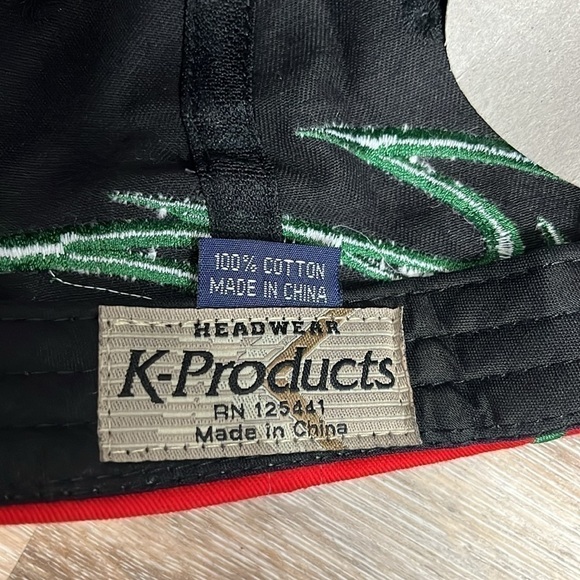 100% COTTON
MADE IN CHINA
HEADWEAR
K-Products
RN 125441
Made in China